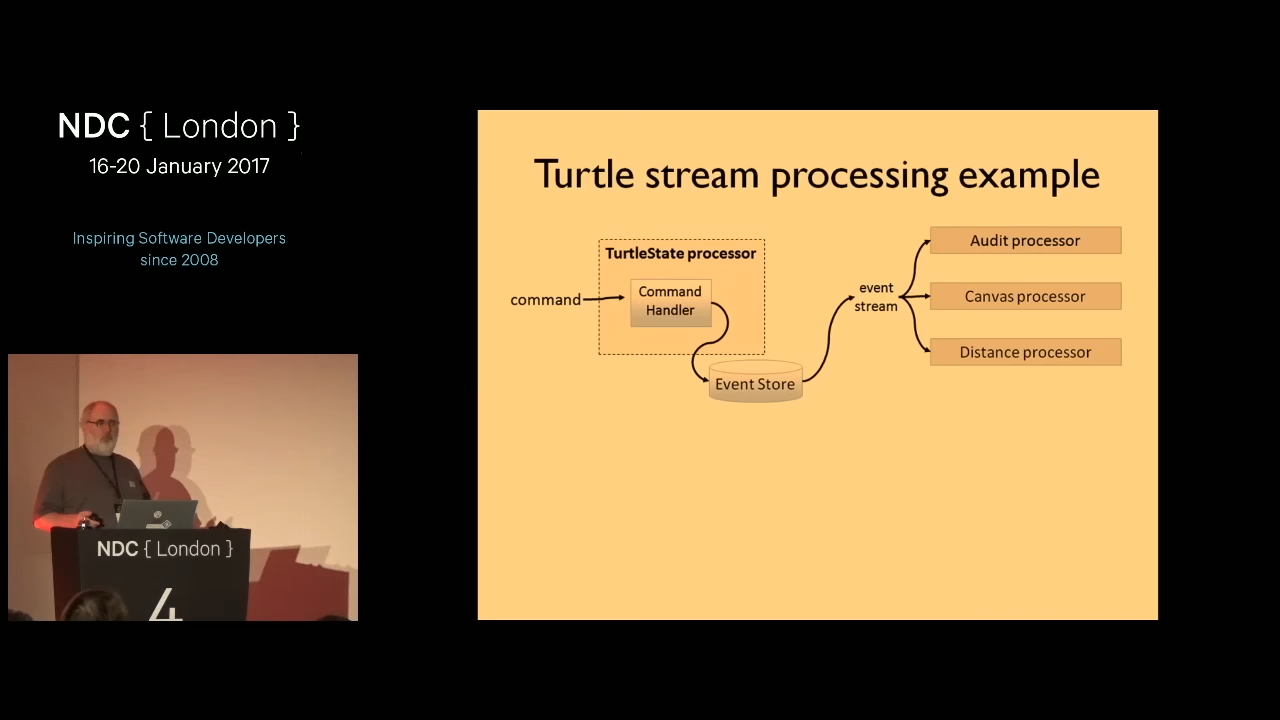 NDC { London }
16-20 January 2017
Inspiring Software Developers
since 2008
NDC { London }
4
Turtle stream processing example
TurtleState processor
command
Command
Handler
Event Store
event
stream
Audit processor
Canvas processor
Distance processor